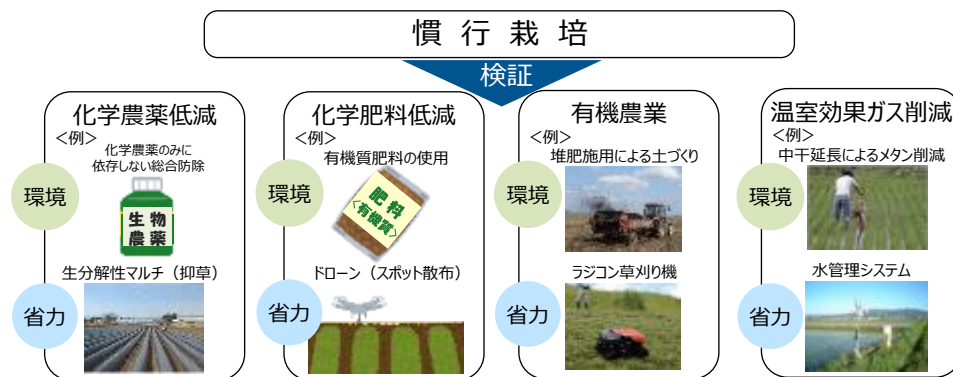 慣行栽培
検証
化学農薬低減
<例>
化学農薬のみに
依存しない総合防除
環境
生物
農薬
生分解性マルチ（抑草）
省力
化学肥料低減
<例>
有機質肥料の使用
環境
肥料
<有機質>
ドローン（スポット散布）
省力
有機農業
<例>
堆肥施用による土づくり
環境
ラジコン草刈り機
省力
温室効果ガス削減
<例>
中干延長によるメタン削減
環境
水管理システム
省力